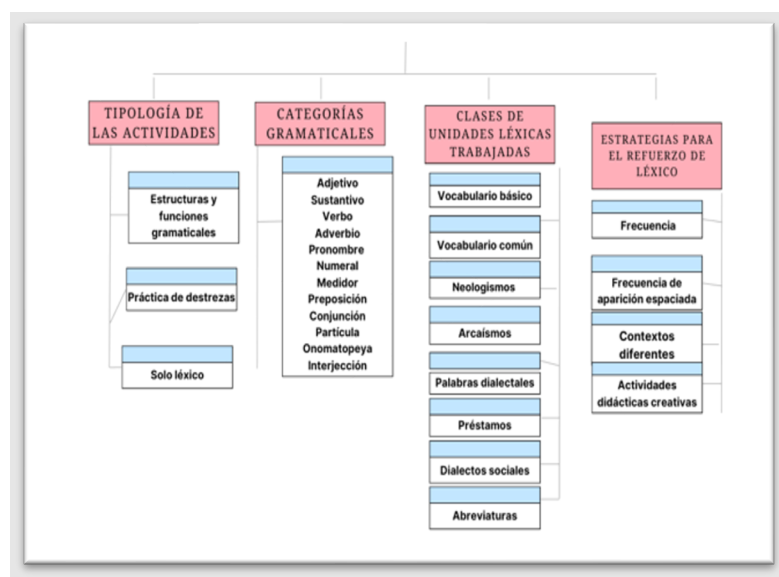 TIPOLOGÍA DE
LAS ACTIVIDADES
Estructuras y
funciones
gramaticales
Práctica de destrezas
Solo léxico
CATEGORÍAS
GRAMATICALES
Adjetivo
Sustantivo
Verbo
Adverbio
Pronombre
Numeral
Medidor
Preposición
Conjunción
Partícula
Onomatopeya
Interjección
CLASES DE
UNIDADES LÉXICAS
TRABAJADAS
Vocabulario básico
Vocabulario común
Neologismos
Arcaísmos
Palabras dialectales
Préstamos
Dialectos sociales
Abreviaturas
ESTRATEGIAS PARA
EL REFUERZO DE
LÉXICO
Frecuencia
Frecuencia de
aparición espaciada
Contextos
diferentes
Actividades
didácticas creativas